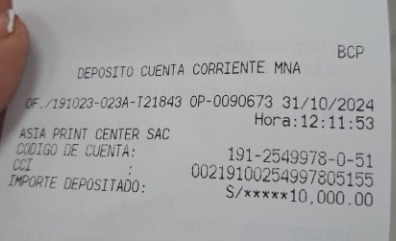 BCP
DEPOSITO CUENTA CORRIENTE MNA
OF./191023-023A-T21843 OP-0090673 31/10/2024
Hora:12:11:53
ASIA PRINT CENTER SAC
CODIGO DE CUENTA: 191-2549978-0-51
CCI : 00219100254997805155
IMPORTE DEPOSITADO: S/*****10,000.00